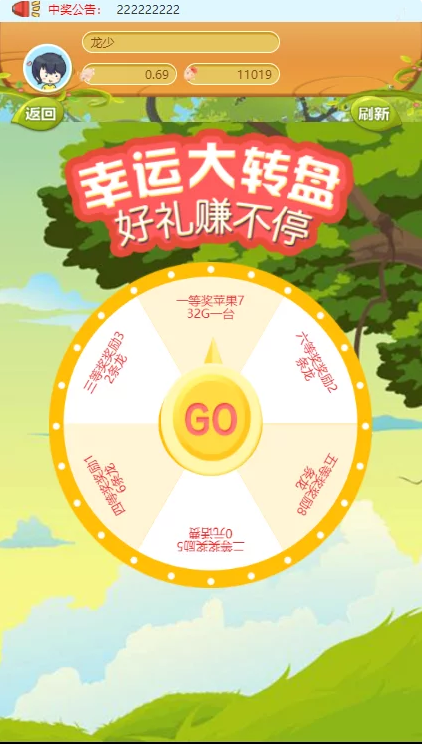 中奖公告： 222222222
龙少
0.69
11019
返回
刷新
幸运大转盘
好礼赚不停
一等奖苹果7
32G一台
六等奖奖励2
条龙
五等奖奖励8
条龙
二等奖奖励5
0元话费
四等奖奖励1
6条龙
三等奖奖励3
2条龙
GO